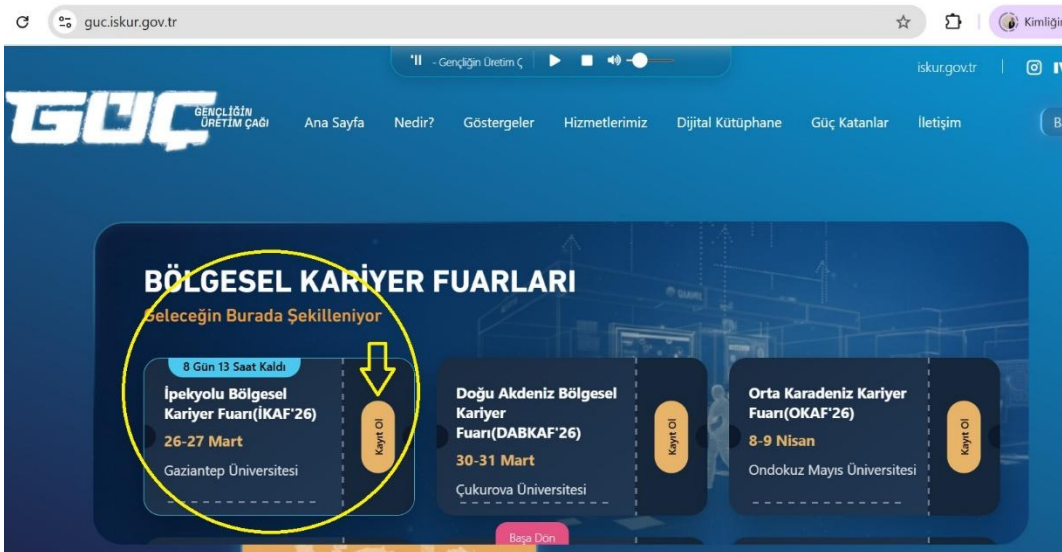 guc.iskur.gov.tr
Kimliğin
- Gençliğin Üretim Ç
iskur.gov.tr
GÜÇ
GENÇLİĞİN
ÜRETİM ÇAĞI
Ana Sayfa
Nedir?
Göstergeler
Hizmetlerimiz
Dijital Kütüphane
Güç Katanlar
İletişim
BÖLGESEL KARİYER FUARLARI
Geleceğin Burada Şekilleniyor
8 Gün 13 Saat Kaldı
İpekyolu Bölgesel
Kariyer Fuarı(İKAF'26)
26-27 Mart
Gaziantep Üniversitesi
Kayıt Ol
Doğu Akdeniz Bölgesel
Kariyer
Fuarı(DABKAF'26)
30-31 Mart
Çukurova Üniversitesi
Kayıt Ol
Orta Karadeniz Kariyer
Fuarı(OKAF'26)
8-9 Nisan
Ondokuz Mayıs Üniversitesi
Kayıt Ol
Başa Dön